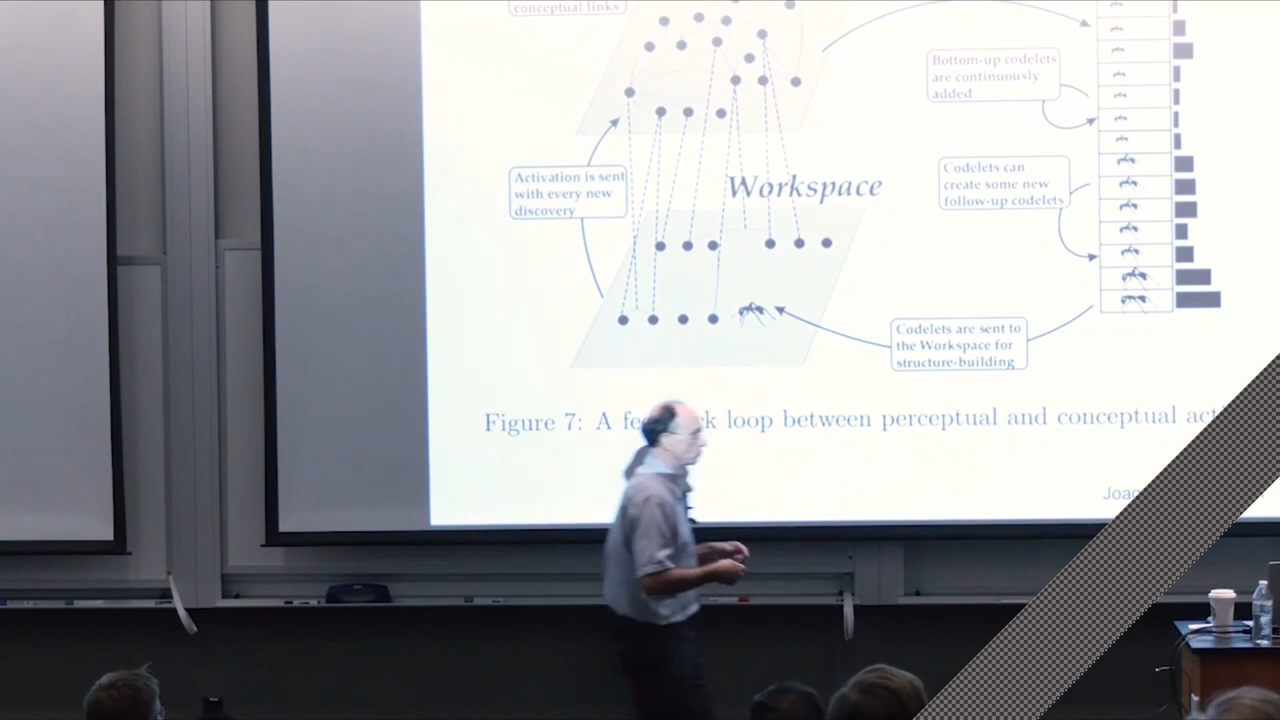 conceptual links
Bottom-up codelets
are continuously
added
Activation is sent
with every new
discovery
Workspace
Codelets can
create some new
follow-up codelets
Codelets are sent to
the Workspace for
structure-building
Figure 7: A loop between perceptual and conceptual